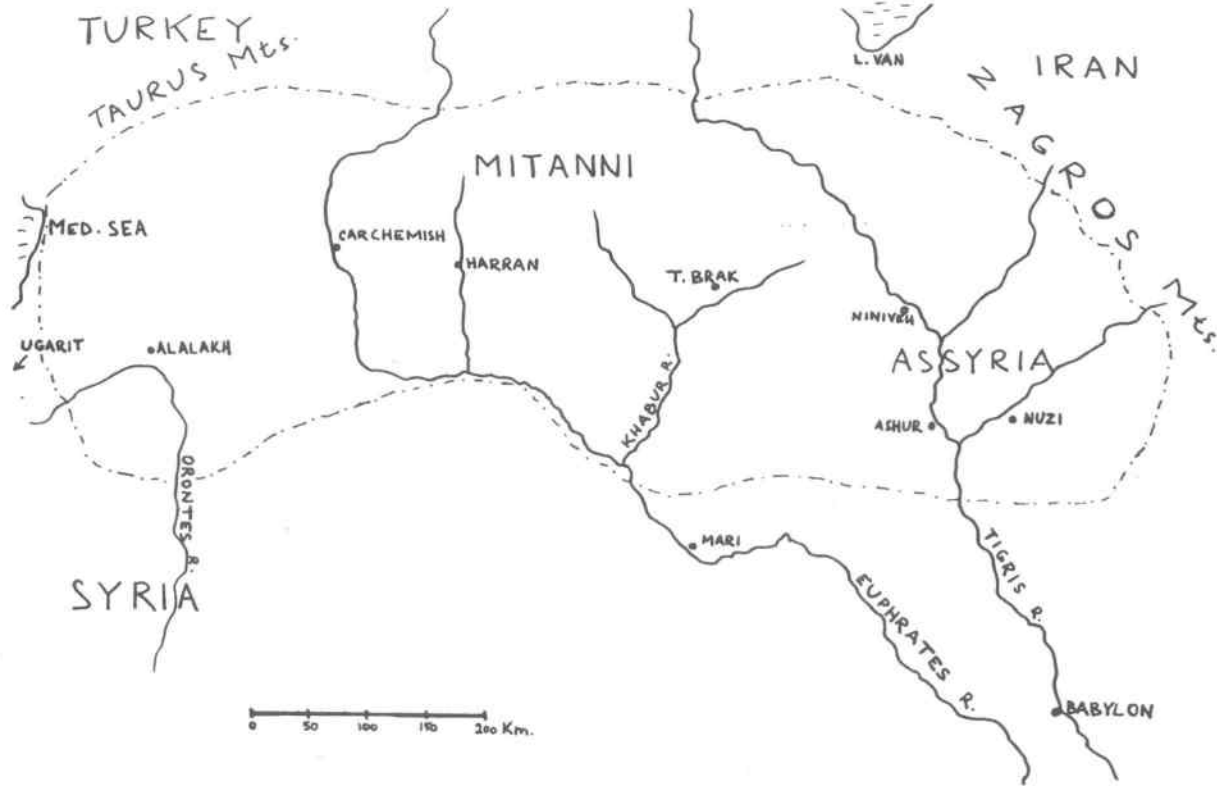 TURKEY
TAURUS Mts.
L. VAN
IRAN
ZAGROS Mts.
MITANNI
MED. SEA
CARCHEMISH
HARRAN
T. BRAK
NINIVEH
UGARIT
ALALAKH
ASSYRIA
KHABUR R.
ASHUR
NUZI
ORONTES R.
MARI
TIGRIS R.
SYRIA
EUPHRATES R.
BABYLON
0 50 100 150 200 Km.